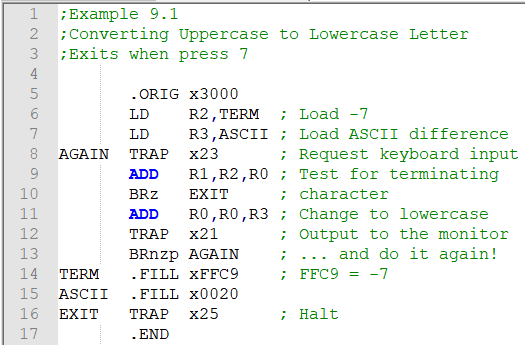 1 ;Example 9.1
2 ;Converting Uppercase to Lowercase Letter
3 ;Exits when press 7
4
5 .ORIG x3000
6 LD R2,TERM ; Load -7
7 LD R3,ASCII ; Load ASCII difference
8 AGAIN TRAP x23 ; Request keyboard input
9 ADD R1,R2,R0 ; Test for terminating
10 BRz EXIT ; character
11 ADD R0,R0,R3 ; Change to lowercase
12 TRAP x21 ; Output to the monitor
13 BRnzp AGAIN ; ... and do it again!
14 TERM .FILL xFFC9 ; FFC9 = -7
15 ASCII .FILL x0020
16 EXIT TRAP x25 ; Halt
17 .END